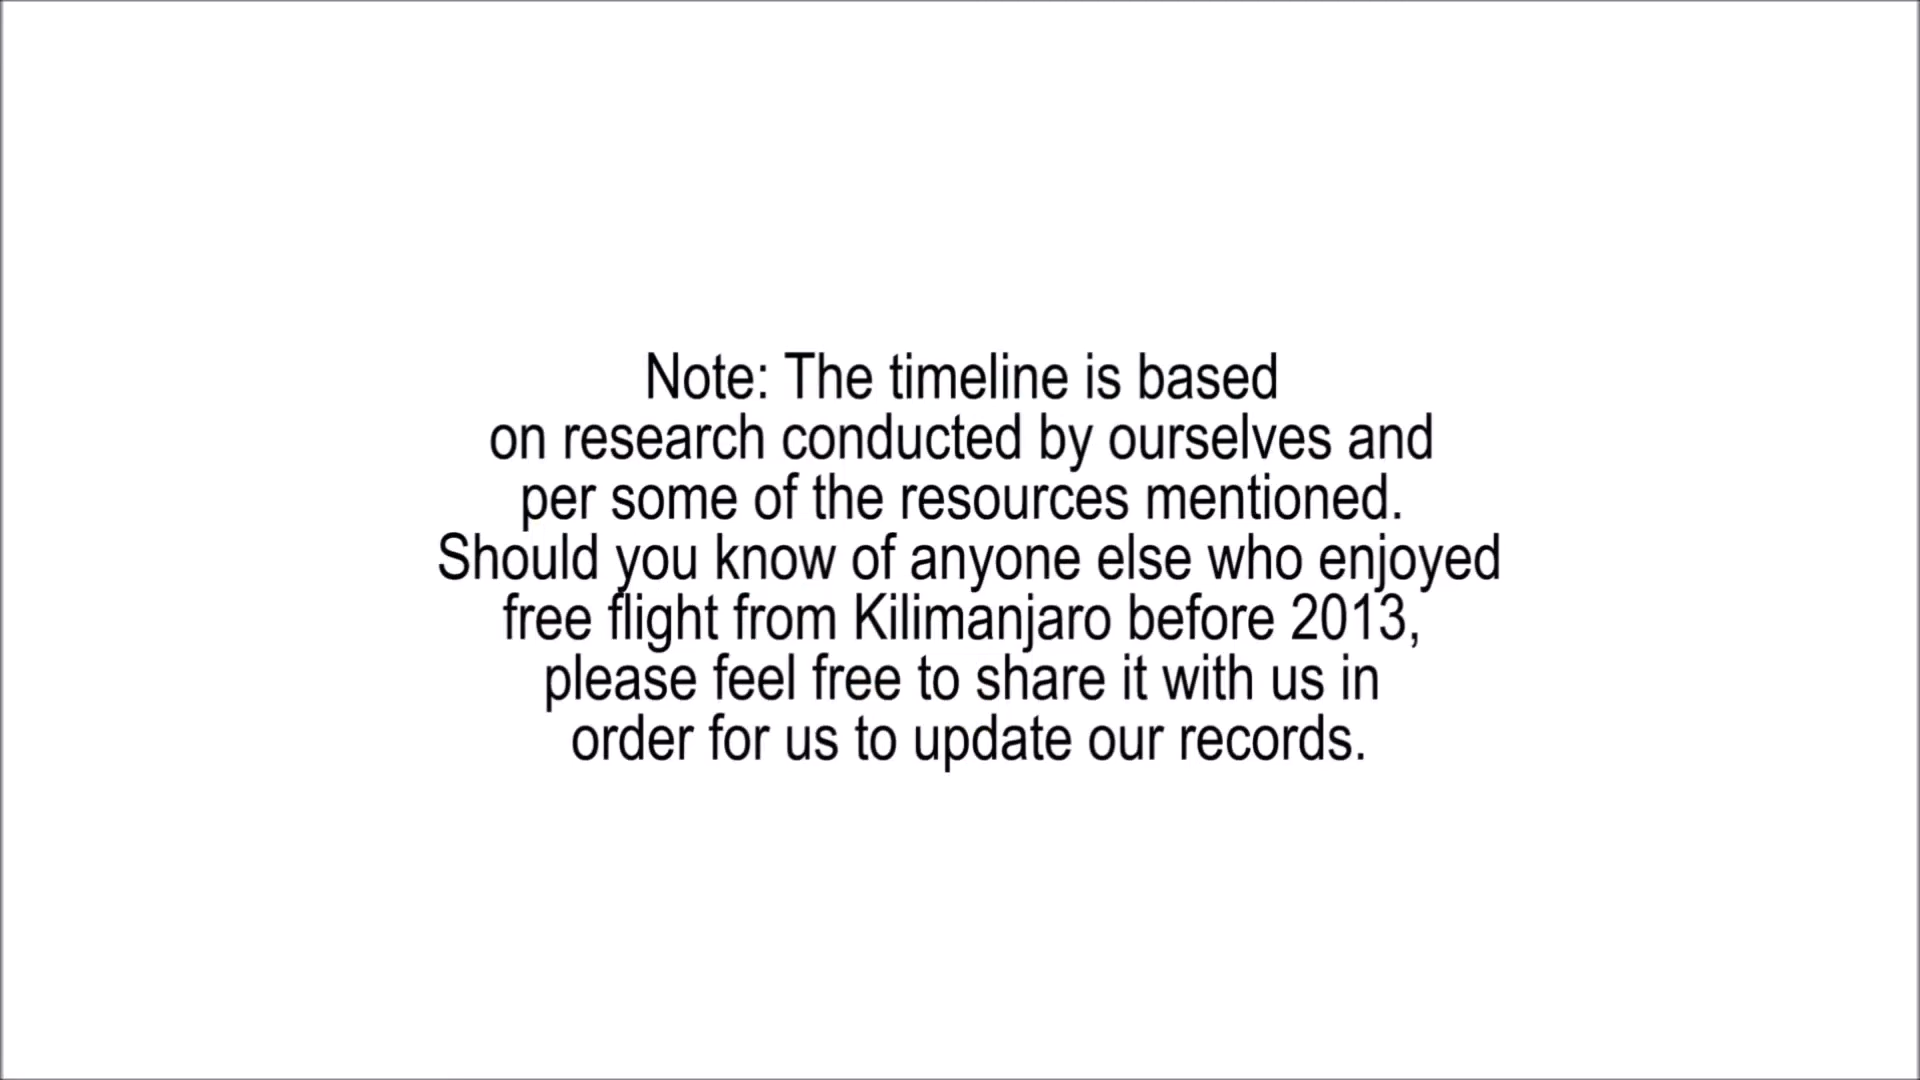 Note: The timeline is based
on research conducted by ourselves and
per some of the resources mentioned.
Should you know of anyone else who enjoyed
free flight from Kilimanjaro before 2013,
please feel free to share it with us in
order for us to update our records.